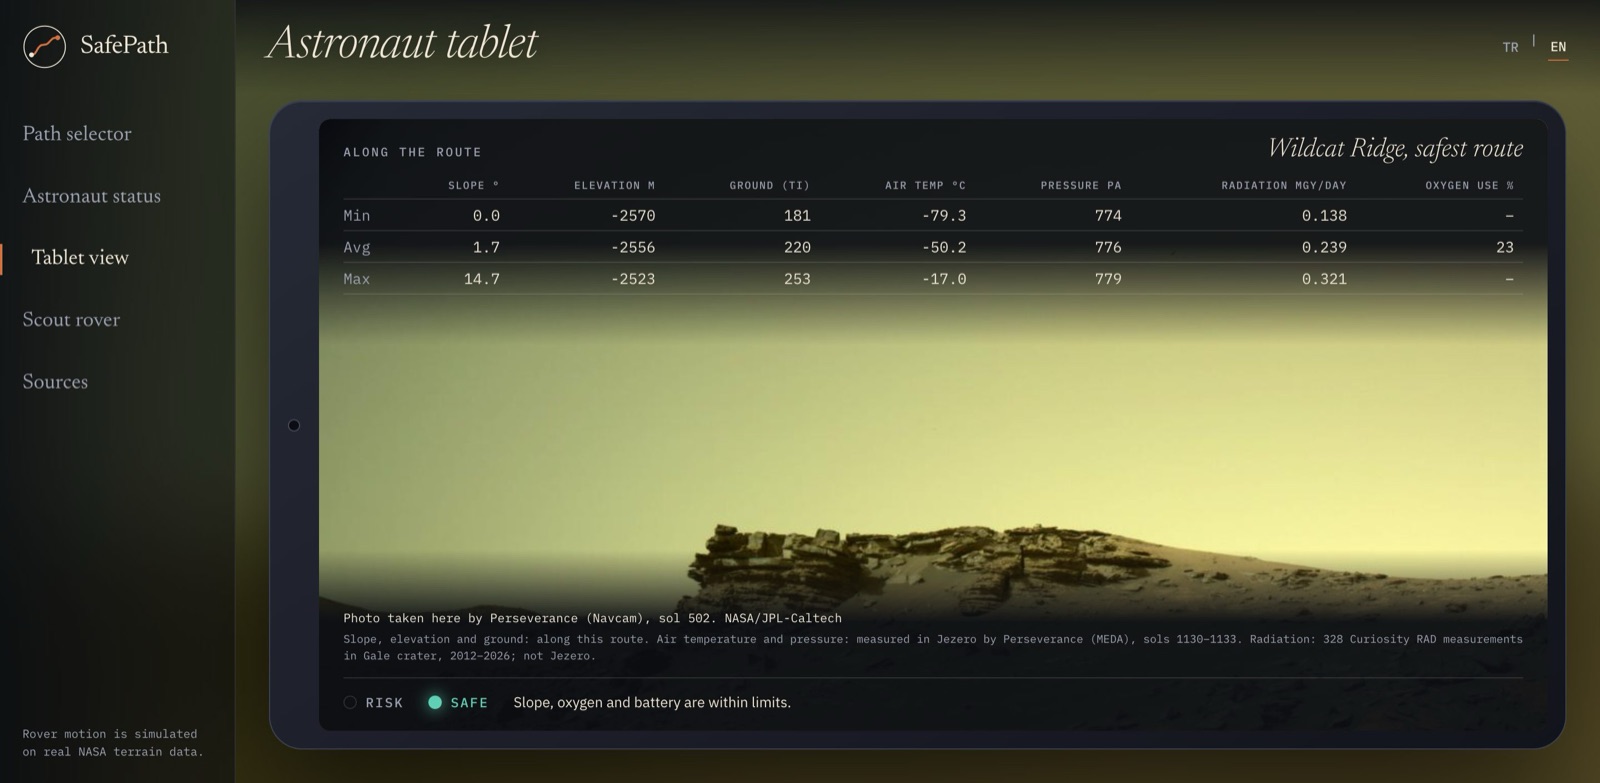 SafePath
Astronaut tablet
TR | EN
Path selector
Astronaut status
Tablet view
Scout rover
Sources
Rover motion is simulated
on real NASA terrain data.
ALONG THE ROUTE
Wildcat Ridge, safest route
SLOPE ° ELEVATION M GROUND (TI) AIR TEMP °C PRESSURE PA RADIATION MGY/DAY OXYGEN USE %
Min 0.0 -2570 181 -79.3 774 0.138 –
Avg 1.7 -2556 220 -50.2 776 0.239 23
Max 14.7 -2523 253 -17.0 779 0.321 –
Photo taken here by Perseverance (Navcam), sol 502. NASA/JPL-Caltech
Slope, elevation and ground: along this route. Air temperature and pressure: measured in Jezero by Perseverance (MEDA), sols 1130–1133. Radiation: 328 Curiosity RAD measurements
in Gale crater, 2012–2026; not Jezero.
RISK SAFE Slope, oxygen and battery are within limits.